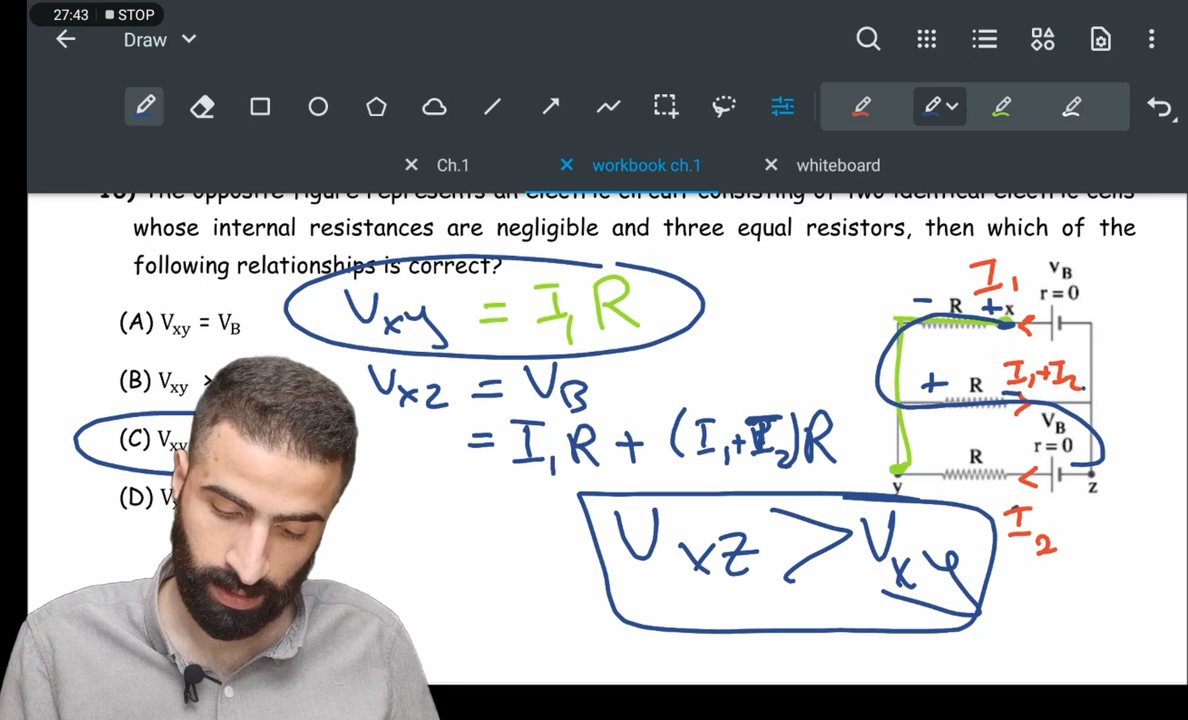 27:43 STOP
Draw
Ch.1 workbook ch.1 whiteboard
whose internal resistances are negligible and three equal resistors, then which of the
following relationships is correct?
(A) Vxy = VB
(B) Vxy >
(C) Vxy
(D) V
Vxy = I1 R
Vxz = VB
= I1 R + (I1+I2)R
Vxz > Vxy
I1
VB
r=0
- R + x
+ R - I1+I2
VB
r=0
R
y z
I2